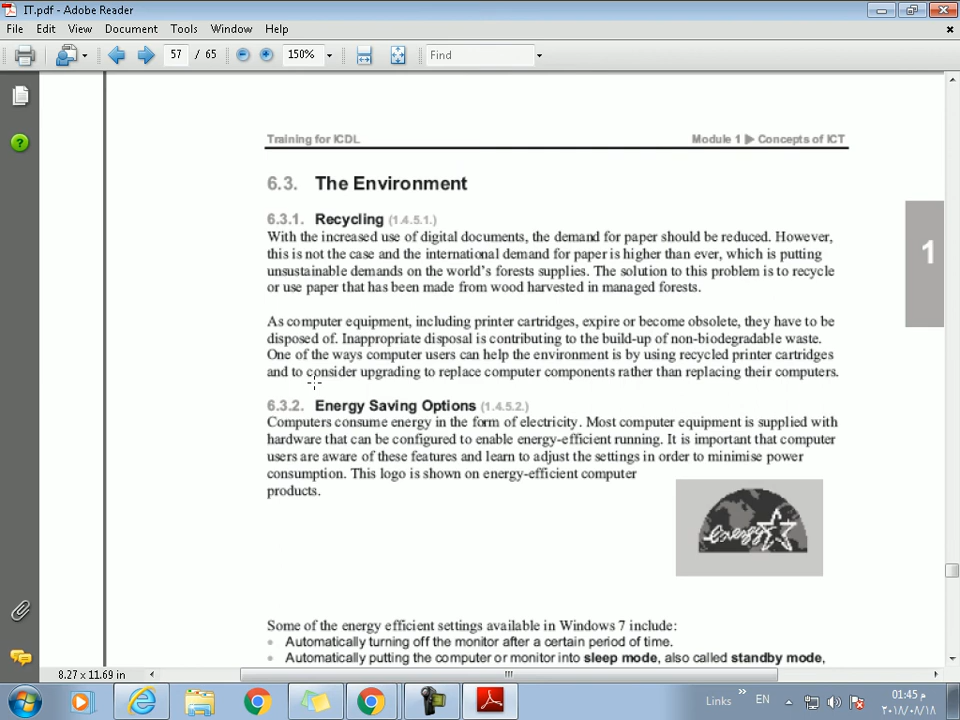 IT.pdf - Adobe Reader
File Edit View Document Tools Window Help
57 / 65 150% Find
Training for ICDL Module 1 ▶ Concepts of ICT
6.3. The Environment
6.3.1. Recycling (1.4.5.1.)
With the increased use of digital documents, the demand for paper should be reduced. However,
this is not the case and the international demand for paper is higher than ever, which is putting
unsustainable demands on the world's forests supplies. The solution to this problem is to recycle
or use paper that has been made from wood harvested in managed forests.
As computer equipment, including printer cartridges, expire or become obsolete, they have to be
disposed of. Inappropriate disposal is contributing to the build-up of non-biodegradable waste.
One of the ways computer users can help the environment is by using recycled printer cartridges
and to consider upgrading to replace computer components rather than replacing their computers.
1
6.3.2. Energy Saving Options (1.4.5.2.)
Computers consume energy in the form of electricity. Most computer equipment is supplied with
hardware that can be configured to enable energy-efficient running. It is important that computer
users are aware of these features and learn to adjust the settings in order to minimise power
consumption. This logo is shown on energy-efficient computer
products.
energy
Some of the energy efficient settings available in Windows 7 include:
• Automatically turning off the monitor after a certain period of time.
• Automatically putting the computer or monitor into sleep mode, also called standby mode,
8.27 x 11.69 in
Links » EN
01:45 م
٢٠١٨/٠٨/١٨